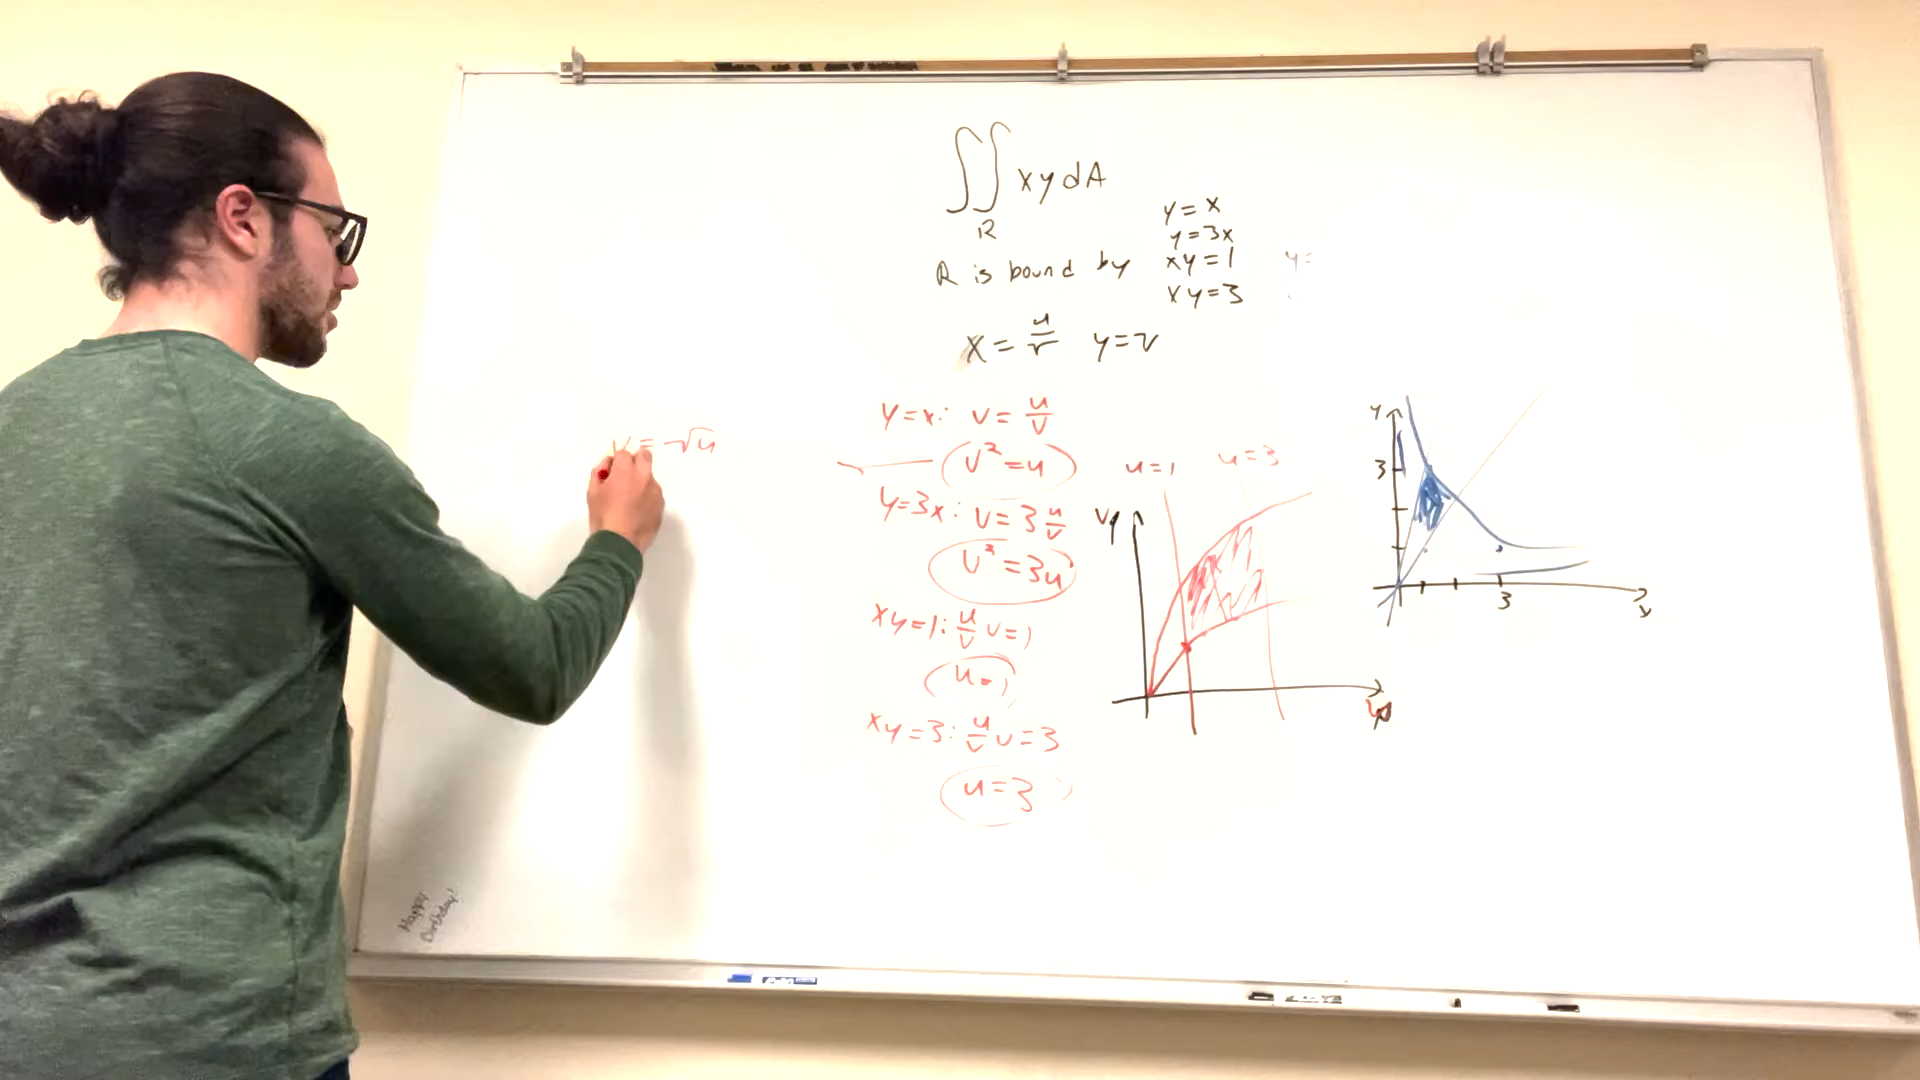 ∬ xy dA
R
y = x
y = 3x
R is bound by xy = 1 y =
xy = 3
x = u/v y = v
y = x: v = u/v
v = √u
v² = u
y = 3x: v = 3 u/v
v² = 3u
xy = 1: u/v v = 1
u = 1
xy = 3: u/v v = 3
u = 3
u = 1 u = 3
v y
y
3
3
x
Happy
Birthday!